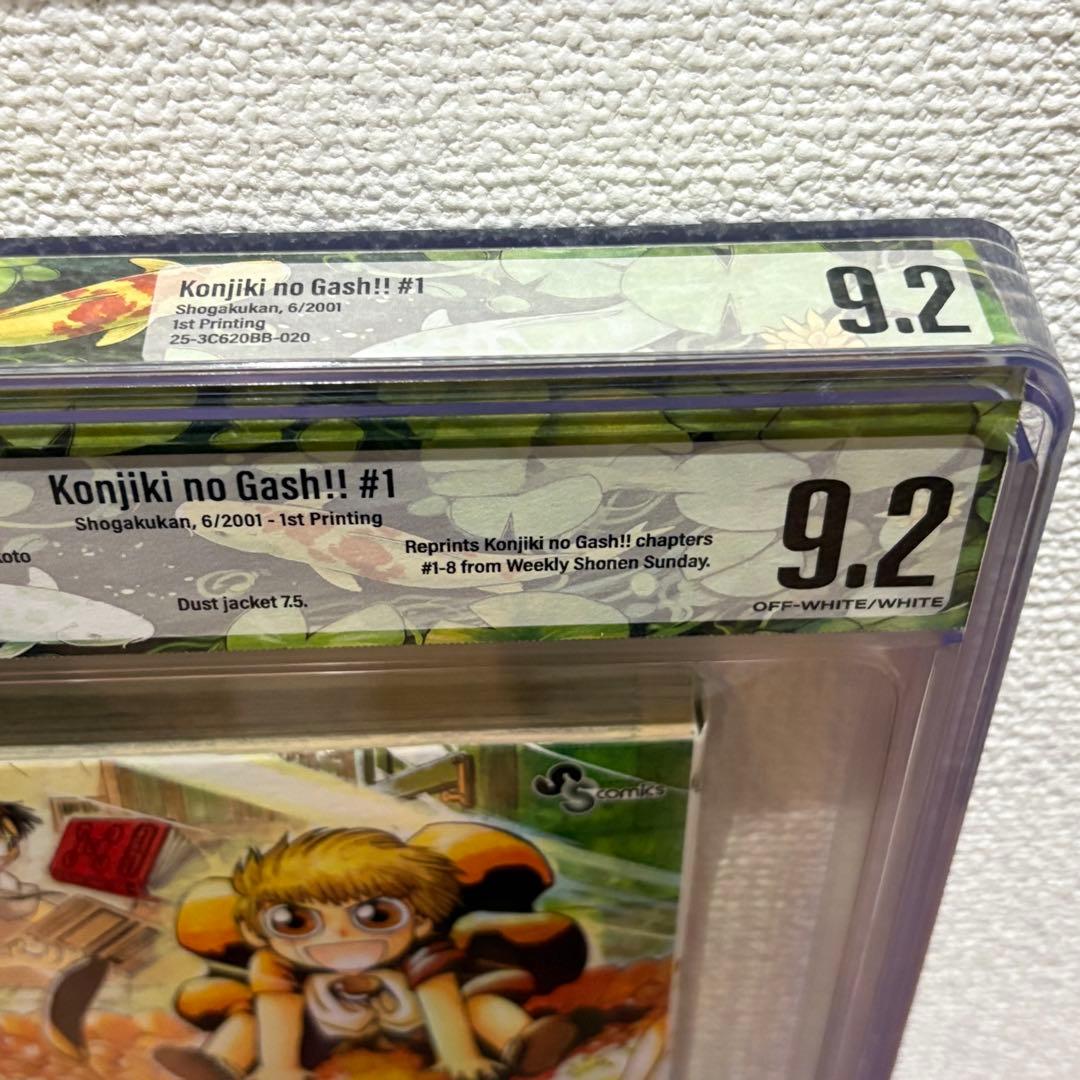 Konjiki no Gash!! #1
Shogakukan, 6/2001
1st Printing
25-3C620BB-020
9.2
Konjiki no Gash!! #1
Shogakukan, 6/2001 - 1st Printing
Reprints Konjiki no Gash!! chapters
#1-8 from Weekly Shonen Sunday.
Dust jacket 7.5.
9.2
OFF-WHITE/WHITE
SS comics